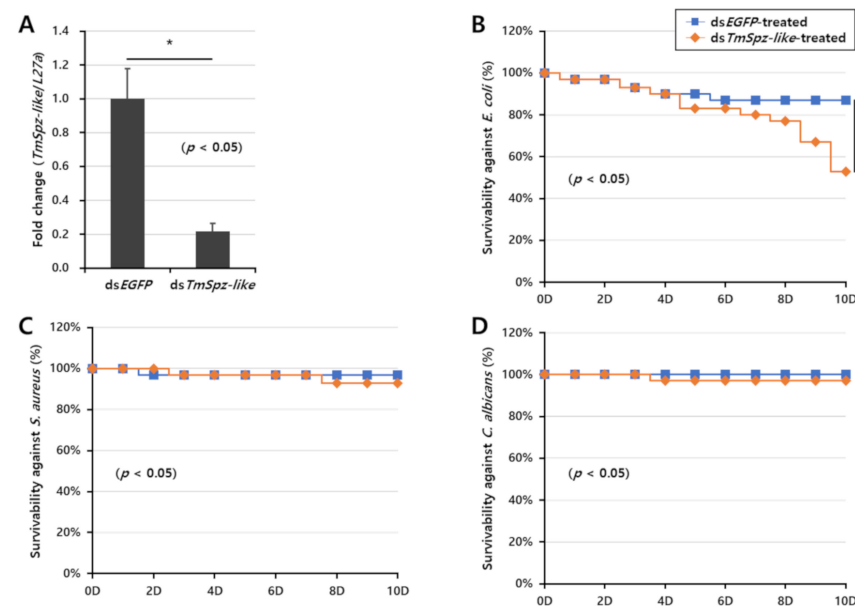 A
Fold change (TmSpz-like/L27a)
1.4
1.2
1.0
0.8
0.6
0.4
0.2
0.0
*
(p < 0.05)
dsEGFP dsTmSpz-like
B
dsEGFP-treated
dsTmSpz-like-treated
Survivability against E. coli (%)
120%
100%
80%
60%
40%
20%
0%
(p < 0.05)
0D 2D 4D 6D 8D 10D
C
Survivability against S. aureus (%)
120%
100%
80%
60%
40%
20%
0%
(p < 0.05)
0D 2D 4D 6D 8D 10D
D
Survivability against C. albicans (%)
120%
100%
80%
60%
40%
20%
0%
(p < 0.05)
0D 2D 4D 6D 8D 10D